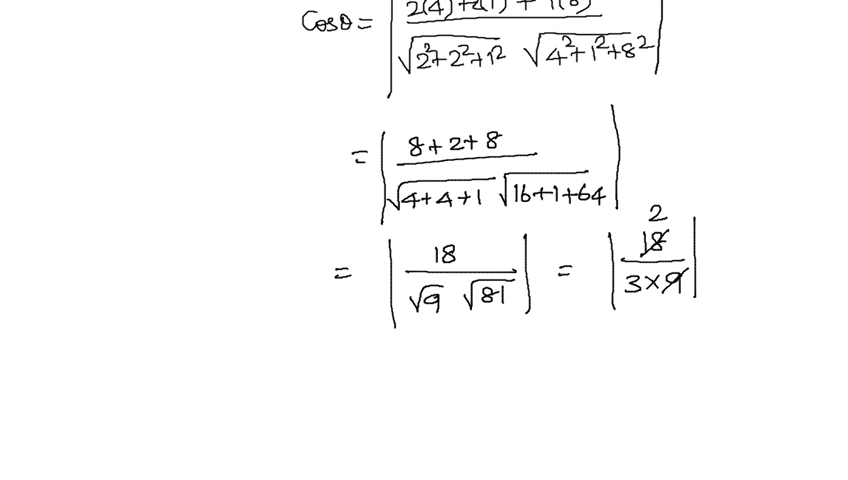 Cosθ = | 2(4)+2(1)+1(8) / √2²+2²+1² √4²+1²+8² |
= | 8+2+8 / √4+4+1 √16+1+64 |
= | 18 / √9 √81 | = | 2 18 / 3×9 |